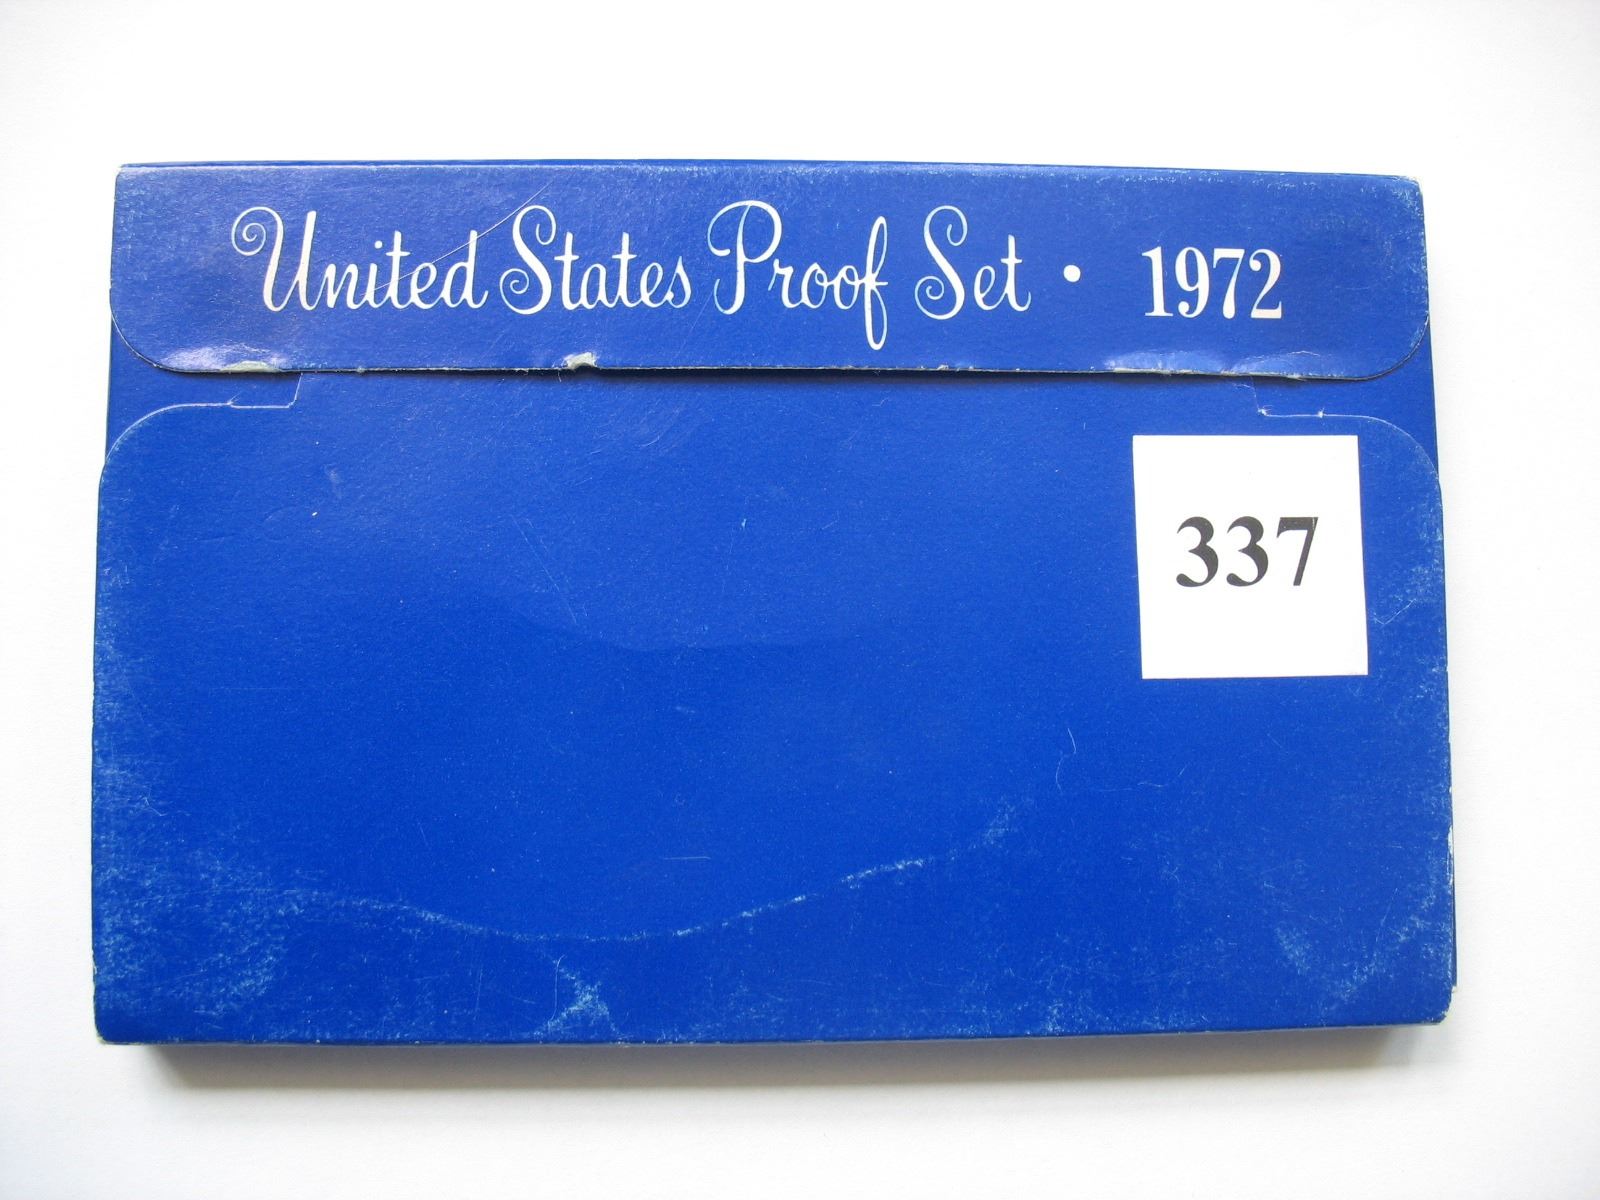 United States Proof Set · 1972
337